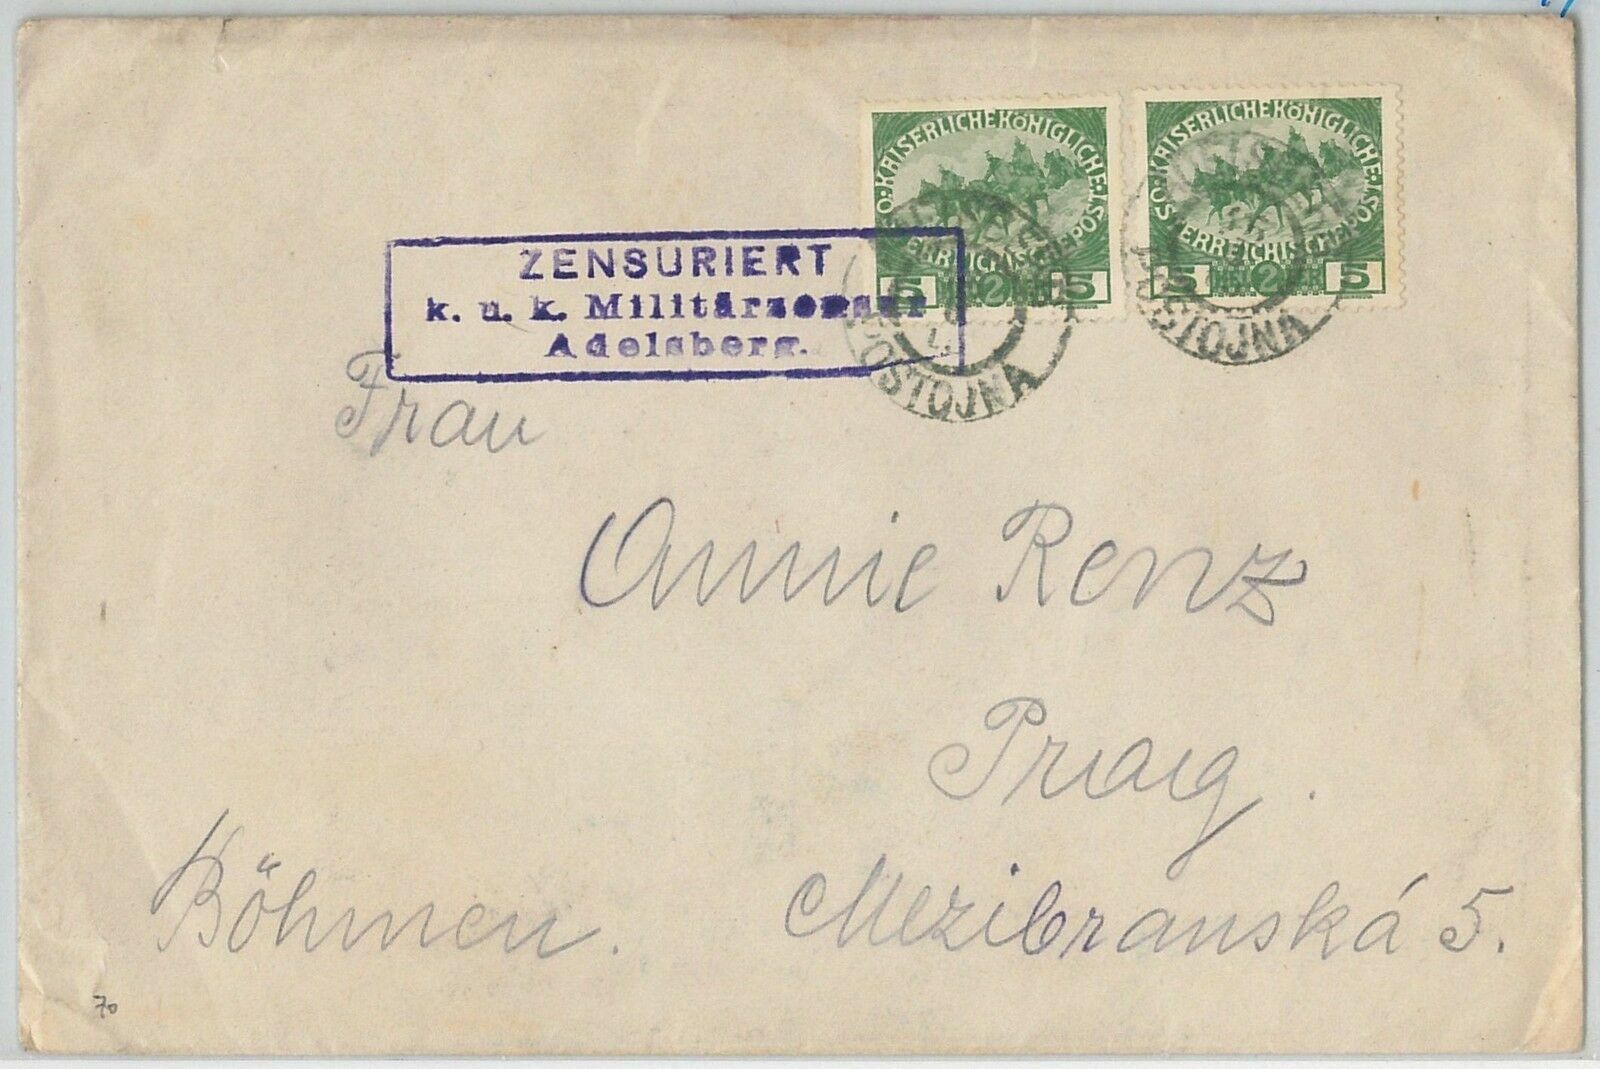 ZENSURIERT
k. u. k. Militärzensur
Adelsberg.
KAISERLICHE KÖNIGLICHE
ÖSTERREICHISCHE POST
5 2 5
KAISERLICHE KÖNIGLICHE
ÖSTERREICHISCHE POST
5 2 5
POSTOJNA
POSTOJNA
Frau
Annie Renz
Prag.
Böhmen.
Mezibranská 5.
70